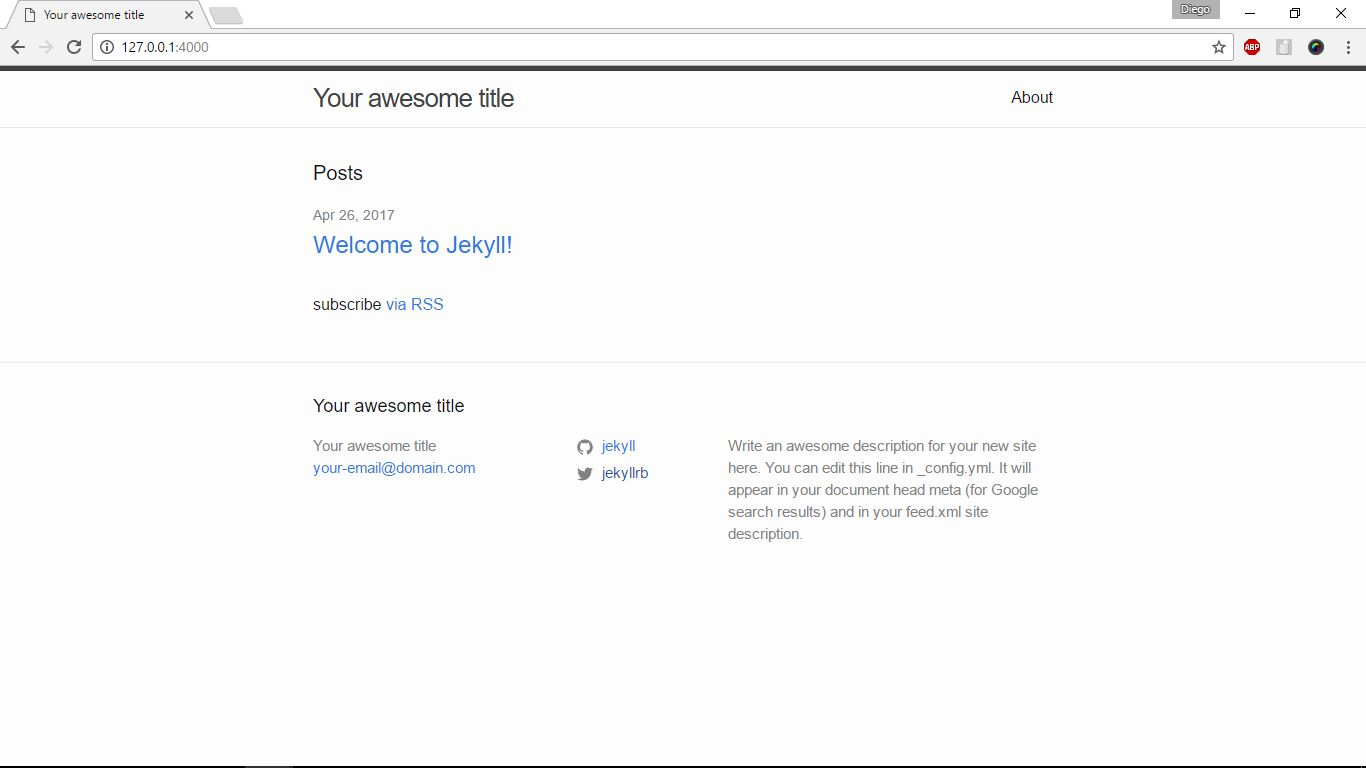 Your awesome title
Diego
127.0.0.1:4000
ABP
Your awesome title
About
Posts
Apr 26, 2017
Welcome to Jekyll!
subscribe via RSS
Your awesome title
Your awesome title
your-email@domain.com
jekyll
jekyllrb
Write an awesome description for your new site
here. You can edit this line in _config.yml. It will
appear in your document head meta (for Google
search results) and in your feed.xml site
description.